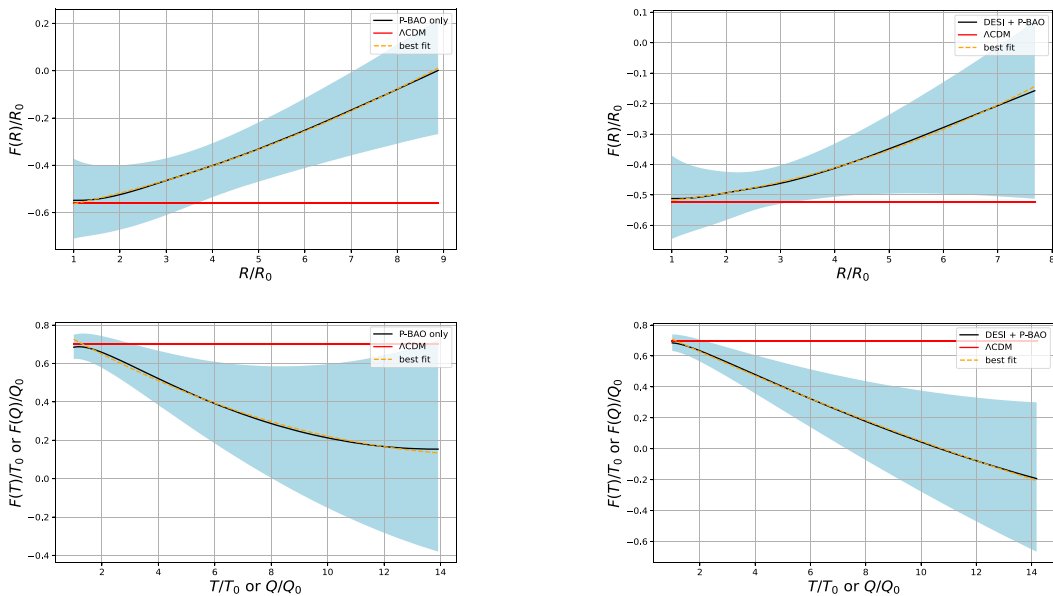 P-BAO only
ΛCDM
best fit
0.2
0.0
−0.2
−0.4
−0.6
F(R)/R₀
1 2 3 4 5 6 7 8 9
R/R₀
DESI + P-BAO
ΛCDM
best fit
0.1
0.0
−0.1
−0.2
−0.3
−0.4
−0.5
−0.6
F(R)/R₀
1 2 3 4 5 6 7 8
R/R₀
P-BAO only
ΛCDM
best fit
0.8
0.6
0.4
0.2
0.0
−0.2
−0.4
F(T)/T₀ or F(Q)/Q₀
2 4 6 8 10 12 14
T/T₀ or Q/Q₀
DESI + P-BAO
ΛCDM
best fit
0.8
0.6
0.4
0.2
0.0
−0.2
−0.4
−0.6
F(T)/T₀ or F(Q)/Q₀
2 4 6 8 10 12 14
T/T₀ or Q/Q₀